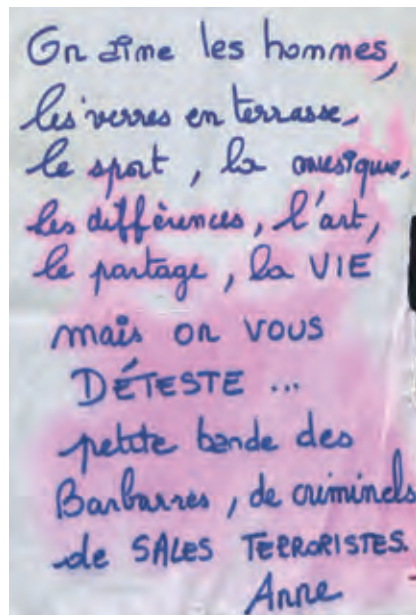 On aime les hommes,
les verres en terrasse,
le sport, la musique,
les différences, l'art,
le partage, la VIE
mais on vous
DÉTESTE ...
petite bande des
Barbarres, de criminels
de SALES TERRORISTES.
Anne